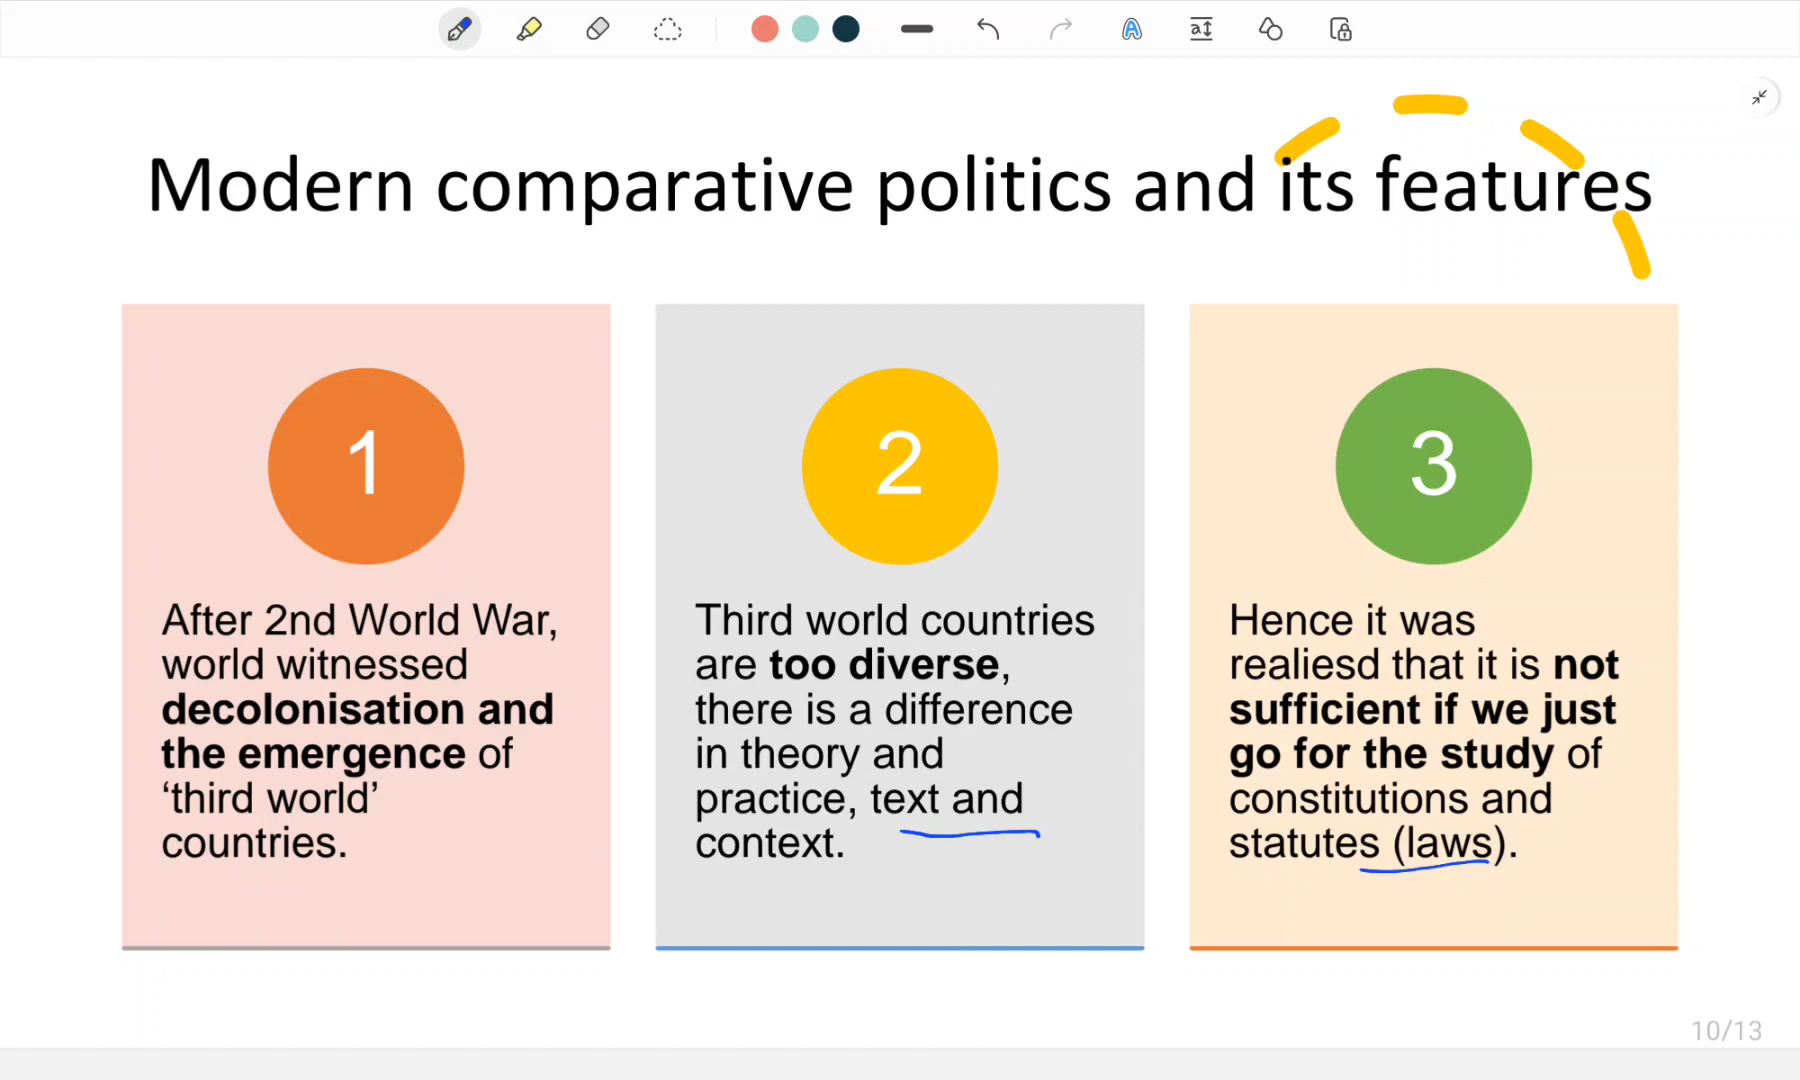 Modern comparative politics and its features
1
After 2nd World War,
world witnessed
decolonisation and
the emergence of
‘third world’
countries.
2
Third world countries
are too diverse,
there is a difference
in theory and
practice, text and
context.
3
Hence it was
realiesd that it is not
sufficient if we just
go for the study of
constitutions and
statutes (laws).
10/13